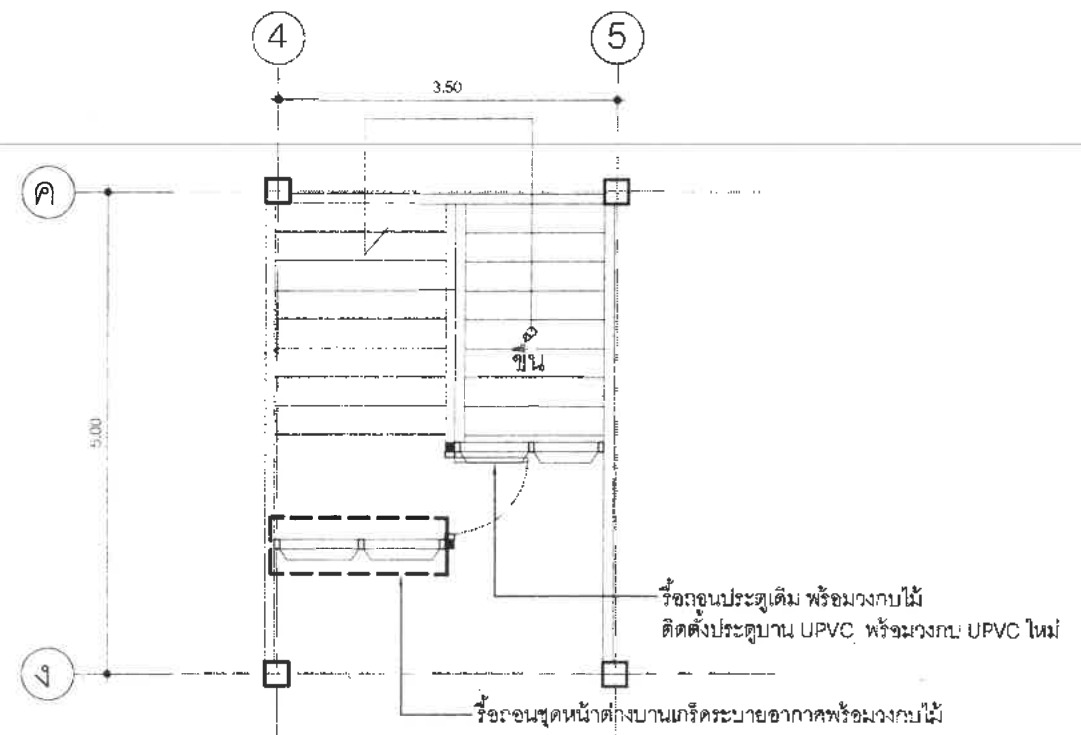 4
5
3.50
ค
5.00
ขึ้น
รื้อถอนประตูเดิม พร้อมวงกบไม้
ติดตั้งประตูบาน UPVC พร้อมวงกบ UPVC ใหม่
ง
รื้อถอนชุดหน้าต่างบานเกร็ดระบายอากาศพร้อมวงกบไม้